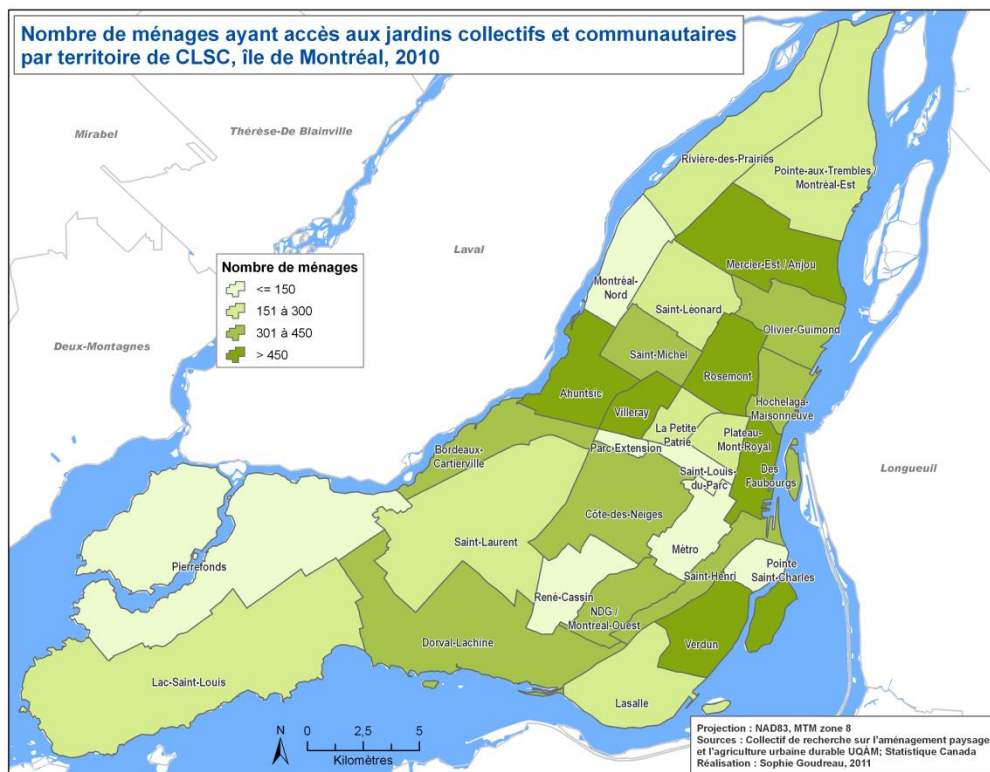 Nombre de ménages ayant accès aux jardins collectifs et communautaires
par territoire de CLSC, île de Montréal, 2010
Mirabel
Thérèse-De Blainville
Rivière-des-Prairies
Pointe-aux-Trembles /
Montréal-Est
Laval
Nombre de ménages
<= 150
151 à 300
301 à 450
> 450
Mercier-Est / Anjou
Montréal-
Nord
Saint-Léonard
Olivier-Guimond
Deux-Montagnes
Saint-Michel
Rosemont
Ahuntsic
Villeray
Hochelaga-
Maisonneuve
La Petite
Patrie
Plateau-
Mont-Royal
Bordeaux-
Cartierville
Parc-Extension
Saint-Louis-
du-Parc
Des
Faubourgs
Longueuil
Côte-des-Neiges
Saint-Laurent
Métro
Pierrefonds
Saint-Henri
Pointe
Saint-Charles
René-Cassin
NDG /
Montréal-Ouest
Dorval-Lachine
Verdun
Lac-Saint-Louis
Lasalle
N
0 2,5 5
Kilomètres
Projection : NAD83, MTM zone 8
Sources : Collectif de recherche sur l'aménagement paysage
et l'agriculture urbaine durable UQÀM; Statistique Canada
Réalisation : Sophie Goudreau, 2011